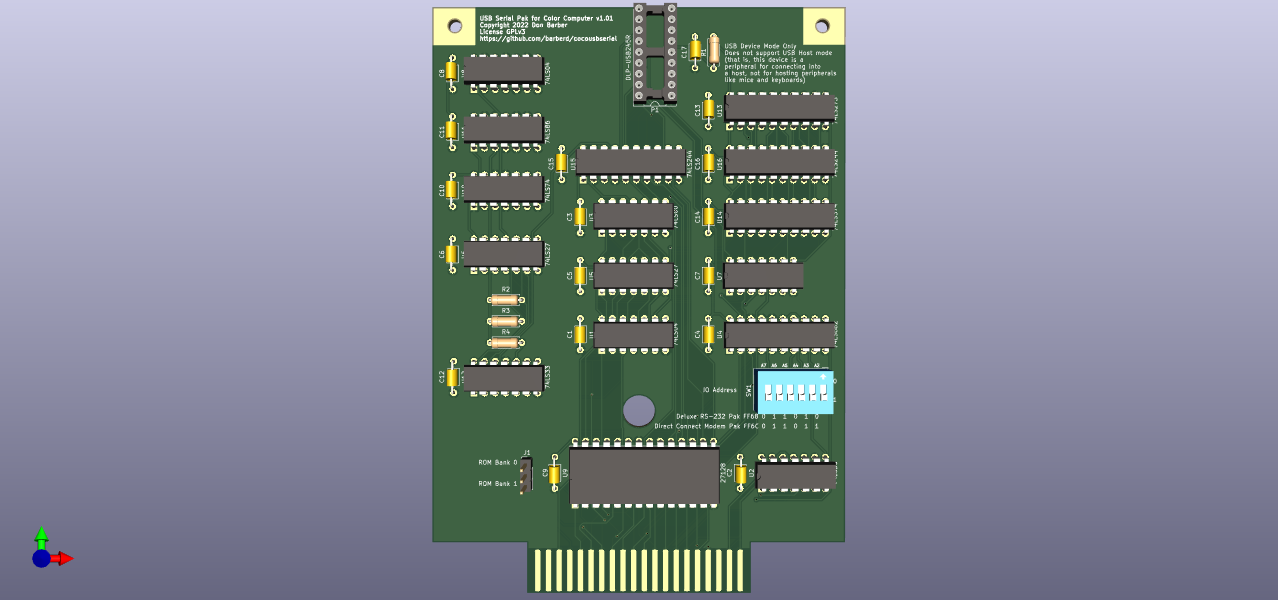 USB Serial Pak for Color Computer v1.01
Copyright 2022 Don Barber
License GPLv3
https://github.com/barberd/cocousbserial
DLP-USB245R
P1
C17
R1
USB Device Mode Only
Does not support USB Host mode
(that is, this device is a
peripheral for connecting into
a host, not for hosting peripherals
like mice and keyboards)
C8
74LS04
C13
U13
C11
74LS86
C15
U15
74LS244
C16
U16
C10
74LS74
C3
C14
U14
C6
74LS27
C5
U5
C7
U7
R2
R3
R4
C1
C4
U4
C12
74LS33
A7 A6 A5 A4 A3 A2
SW1
IO Address
0
1
Deluxe RS-232 Pak FF68 0 1 1 0 1 0
Direct Connect Modem Pak FF6C 0 1 1 0 1 1
J1
ROM Bank 0
ROM Bank 1
C9
U9
27128
C2
U2